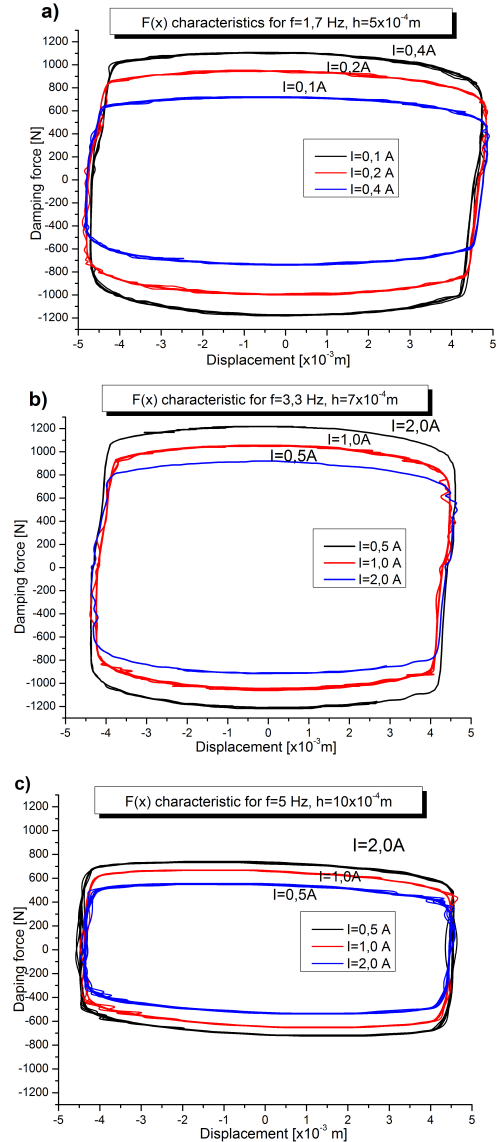 a)
F(x) characteristics for f=1,7 Hz, h=5x10⁻⁴m
I=0,4A
I=0,2A
I=0,1A
I=0,1 A
I=0,2 A
I=0,4 A
Damping force [N]
1200
1000
800
600
400
200
0
-200
-400
-600
-800
-1000
-1200
-5 -4 -3 -2 -1 0 1 2 3 4 5
Displacement [x10⁻³m]
b)
F(x) characteristic for f=3,3 Hz, h=7x10⁻⁴m
I=2,0A
I=1,0A
I=0,5A
I=0,5 A
I=1,0 A
I=2,0 A
Damping force [N]
1200
1000
800
600
400
200
0
-200
-400
-600
-800
-1000
-1200
-5 -4 -3 -2 -1 0 1 2 3 4 5
Displacement [x10⁻³m]
c)
F(x) characteristic for f=5 Hz, h=10x10⁻⁴m
I=2,0A
I=1,0A
I=0,5A
I=0,5 A
I=1,0 A
I=2,0 A
Daping force [N]
1200
1000
800
600
400
200
0
-200
-400
-600
-800
-1000
-1200
-5 -4 -3 -2 -1 0 1 2 3 4 5
Displacement [x10⁻³ m]